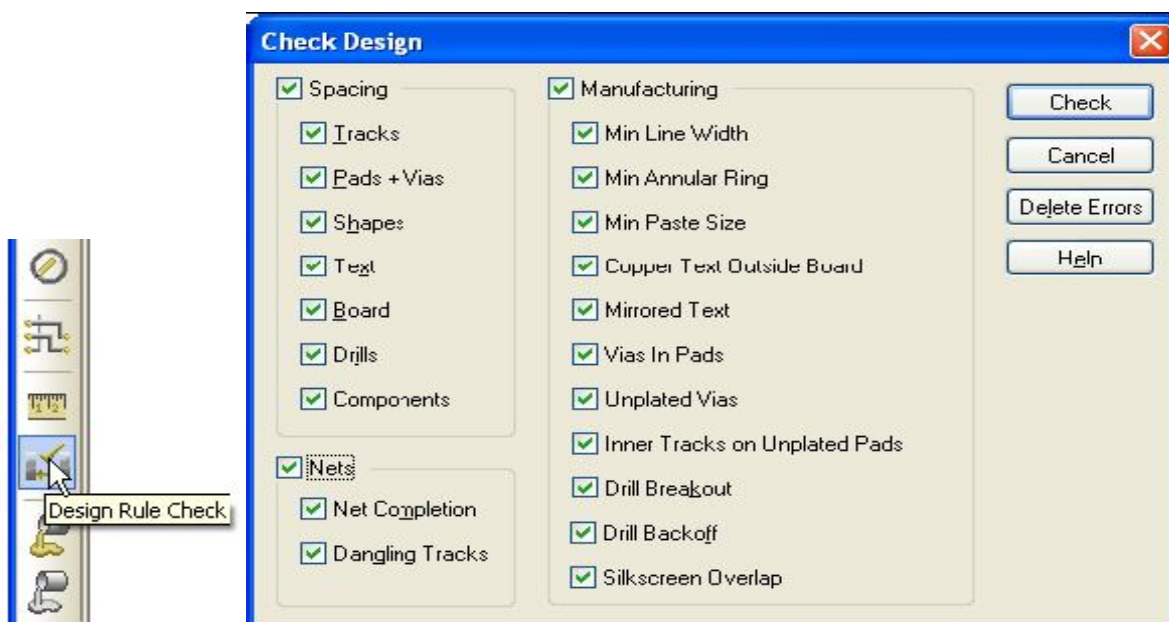 Check Design
Spacing
Tracks
Pads + Vias
Shapes
Text
Board
Drills
Components
Nets
Net Completion
Dangling Tracks
Manufacturing
Min Line Width
Min Annular Ring
Min Paste Size
Copper Text Outside Board
Mirrored Text
Vias In Pads
Unplated Vias
Inner Tracks on Unplated Pads
Drill Breakout
Drill Backoff
Silkscreen Overlap
Check
Cancel
Delete Errors
Help
Design Rule Check